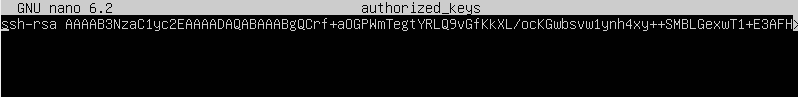 GNU nano 6.2 authorized_keys
ssh-rsa AAAAB3NzaC1yc2EAAAADAQABAAABgQCrf+aOGPWmTegtYRLQ9vGfKkXL/ocKGwbsvw1ynh4xy++SMBLGexwT1+E3AFH>